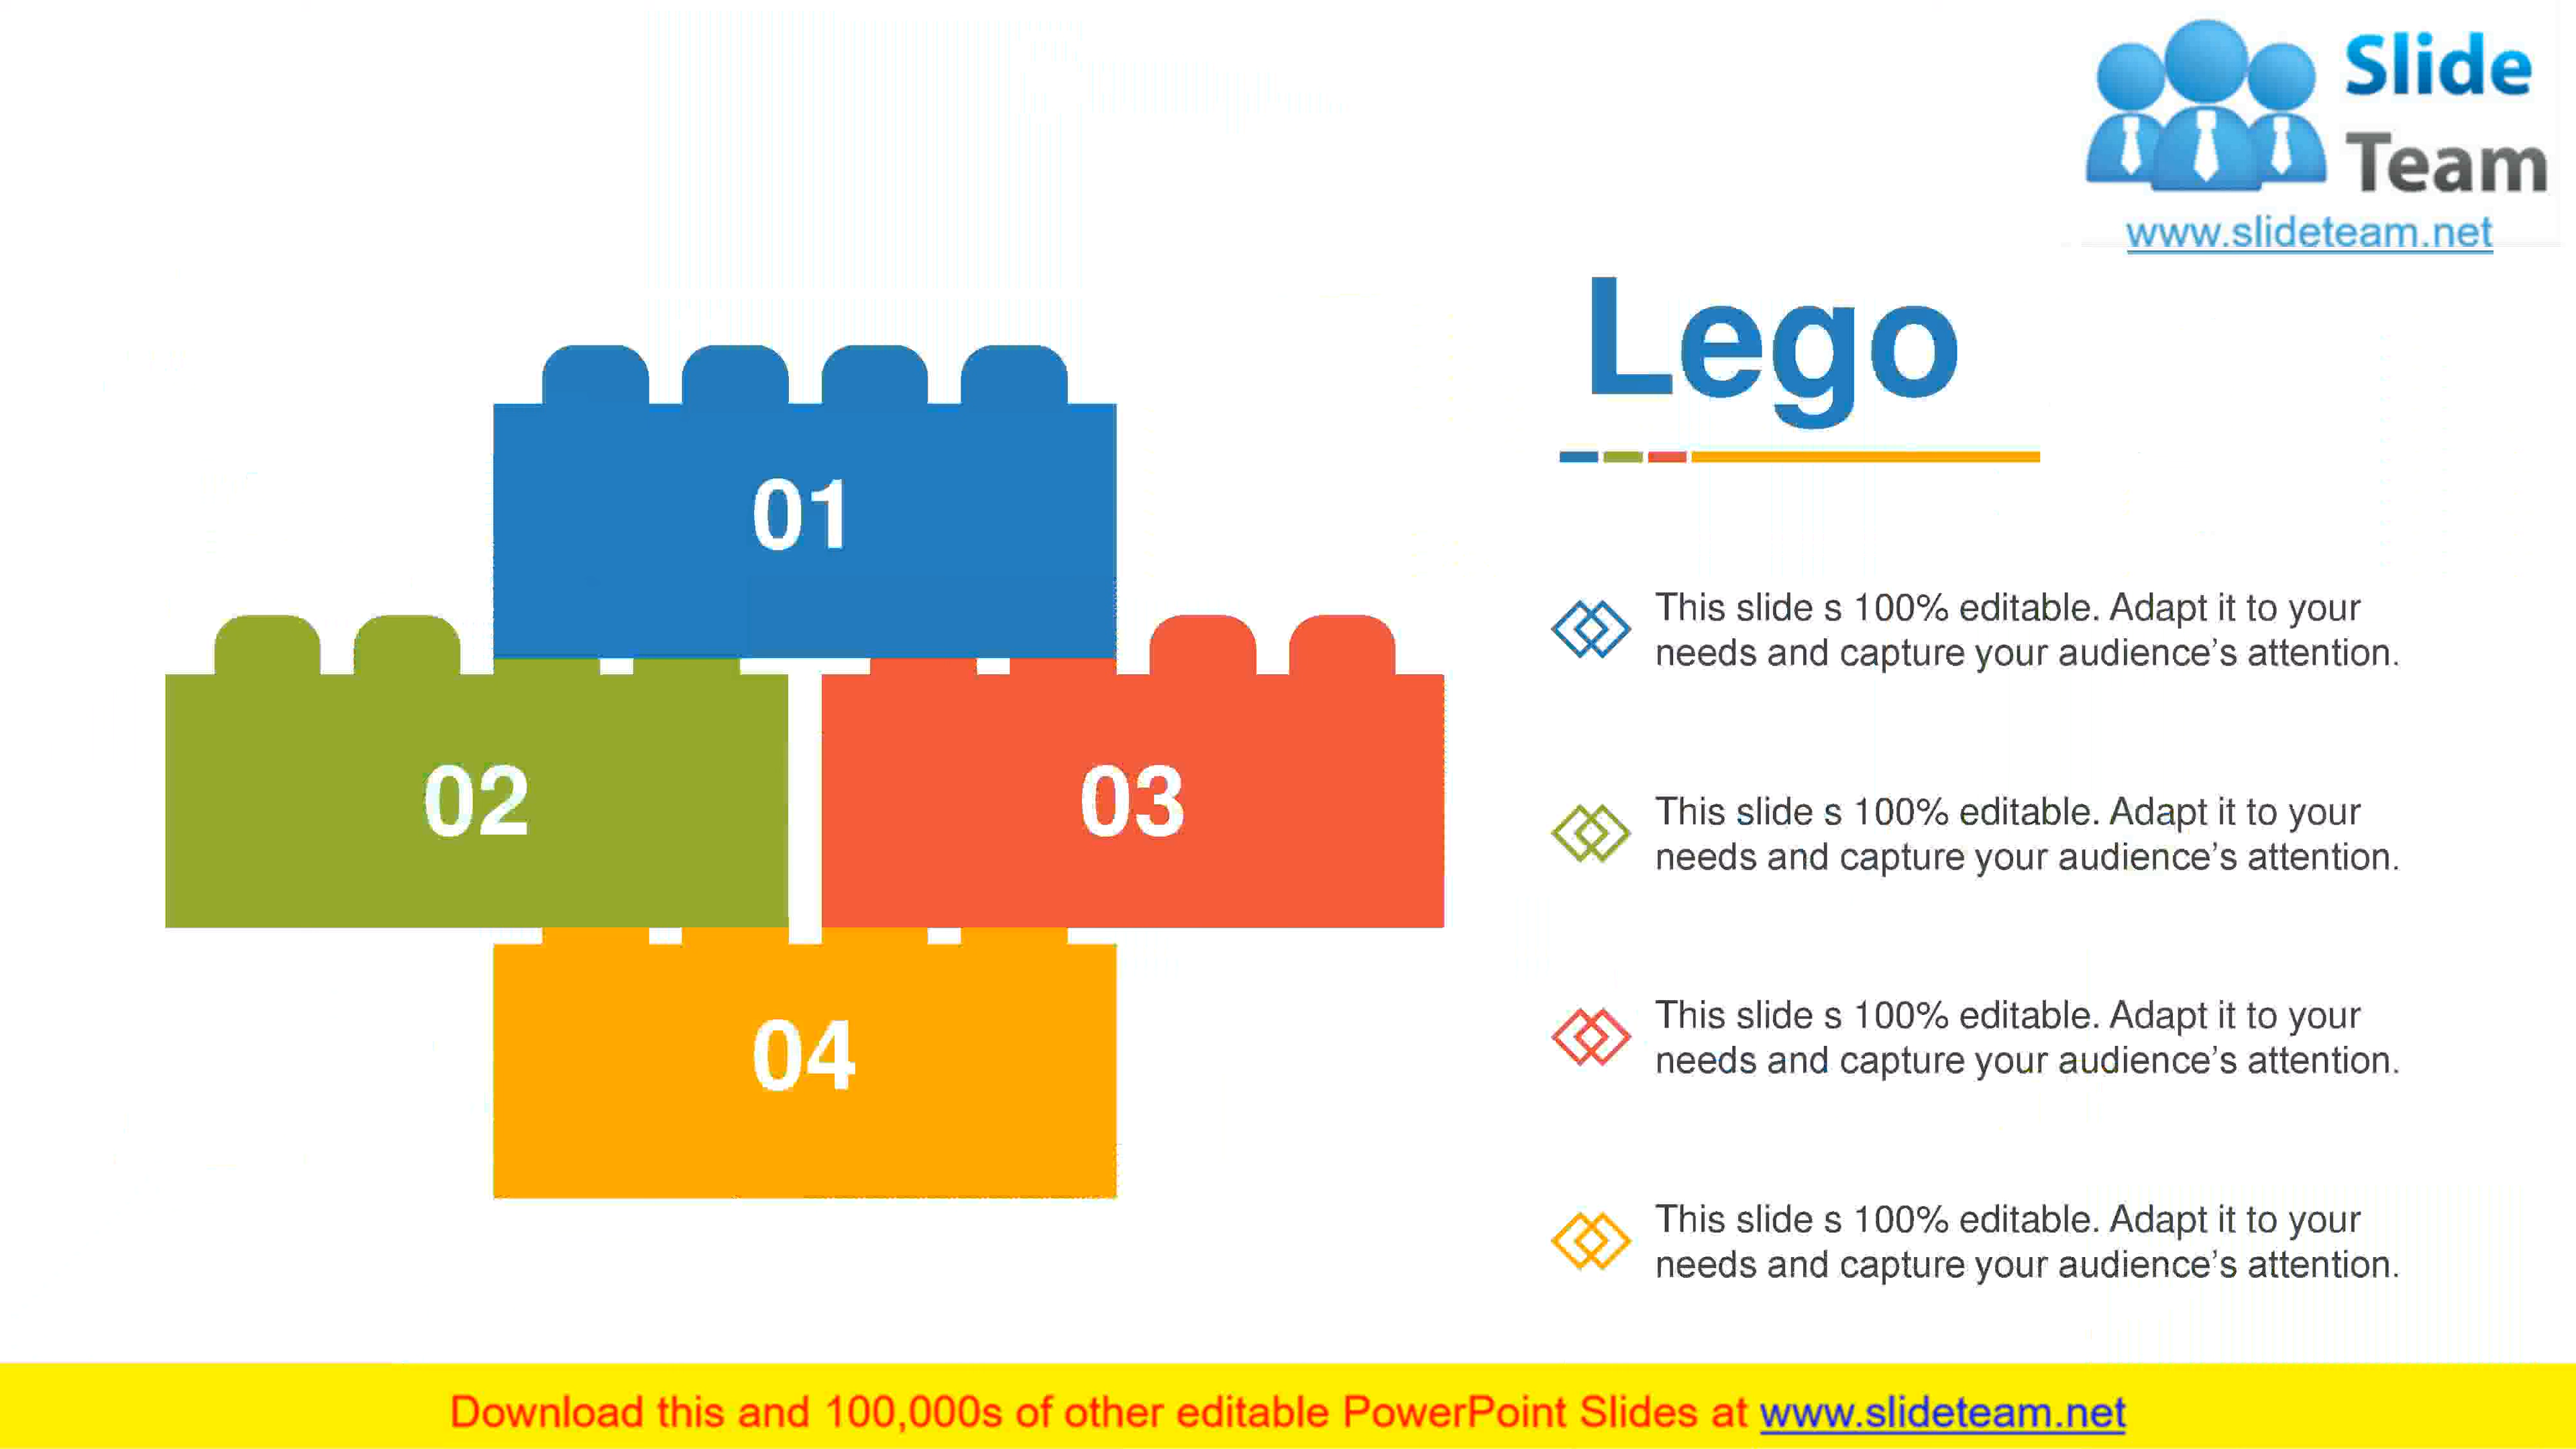 Slide
Team
www.slideteam.net
Lego
01
02
03
04
This slide s 100% editable. Adapt it to your
needs and capture your audience’s attention.
This slide s 100% editable. Adapt it to your
needs and capture your audience’s attention.
This slide s 100% editable. Adapt it to your
needs and capture your audience’s attention.
This slide s 100% editable. Adapt it to your
needs and capture your audience’s attention.
Download this and 100,000s of other editable PowerPoint Slides at www.slideteam.net